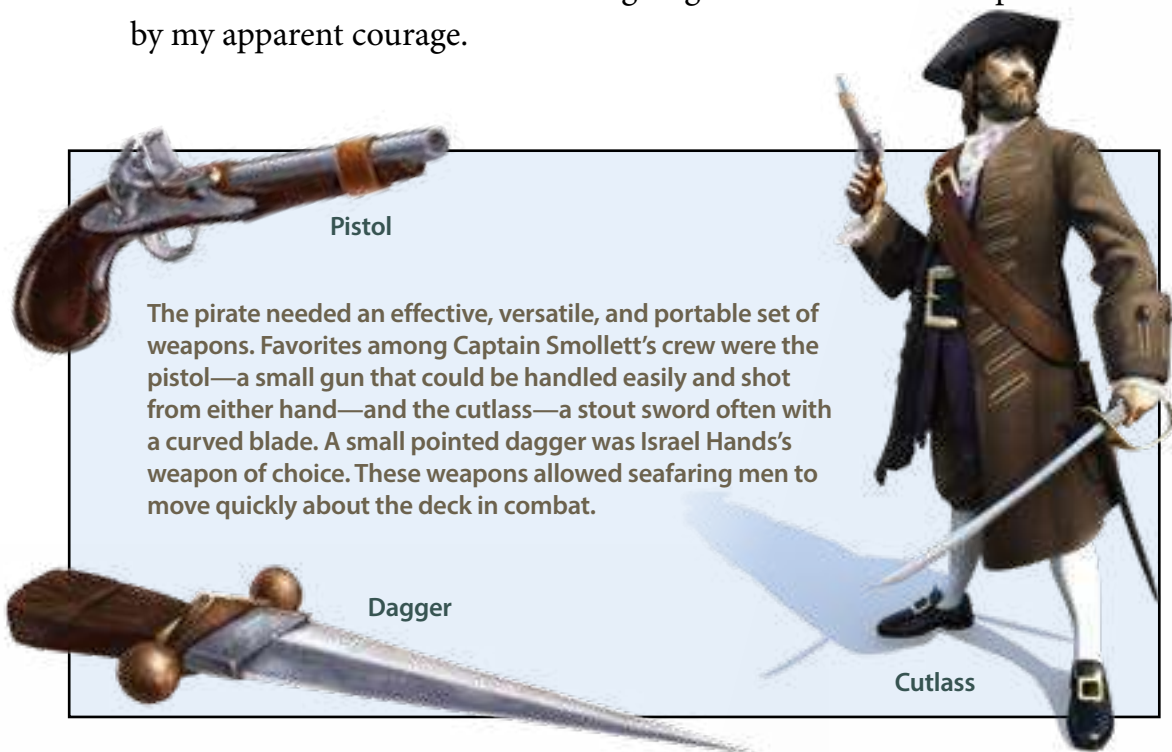 by my apparent courage.
Pistol
The pirate needed an effective, versatile, and portable set of
weapons. Favorites among Captain Smollett's crew were the
pistol—a small gun that could be handled easily and shot
from either hand—and the cutlass—a stout sword often with
a curved blade. A small pointed dagger was Israel Hands's
weapon of choice. These weapons allowed seafaring men to
move quickly about the deck in combat.
Dagger
Cutlass